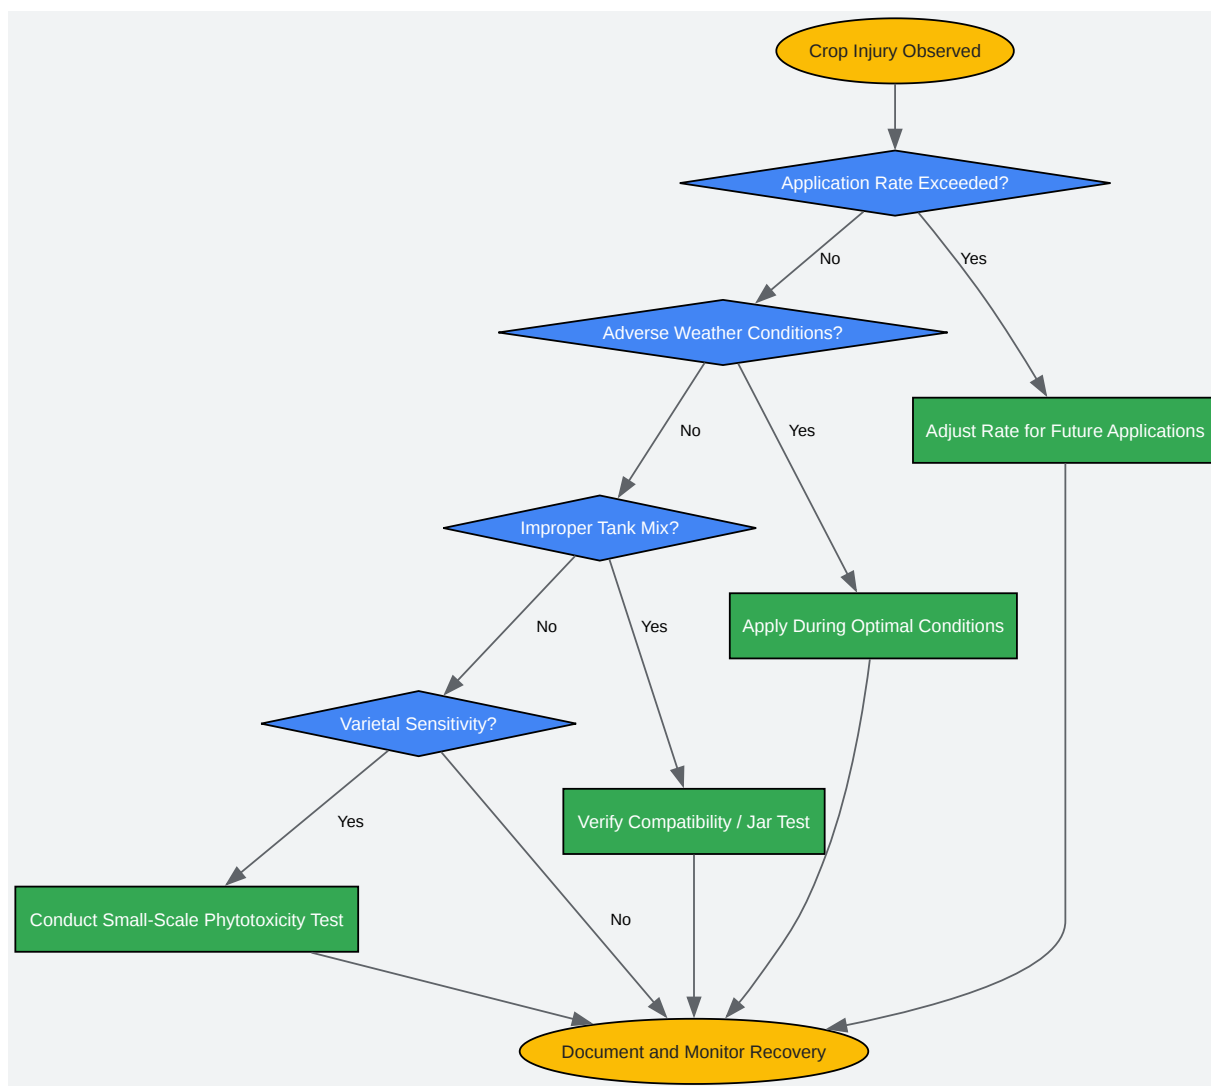 Crop Injury Observed
Application Rate Exceeded?
No
Yes
Adverse Weather Conditions?
No
Yes
Adjust Rate for Future Applications
Improper Tank Mix?
No
Yes
Apply During Optimal Conditions
Varietal Sensitivity?
Yes
Verify Compatibility / Jar Test
Conduct Small-Scale Phytotoxicity Test
No
Document and Monitor Recovery